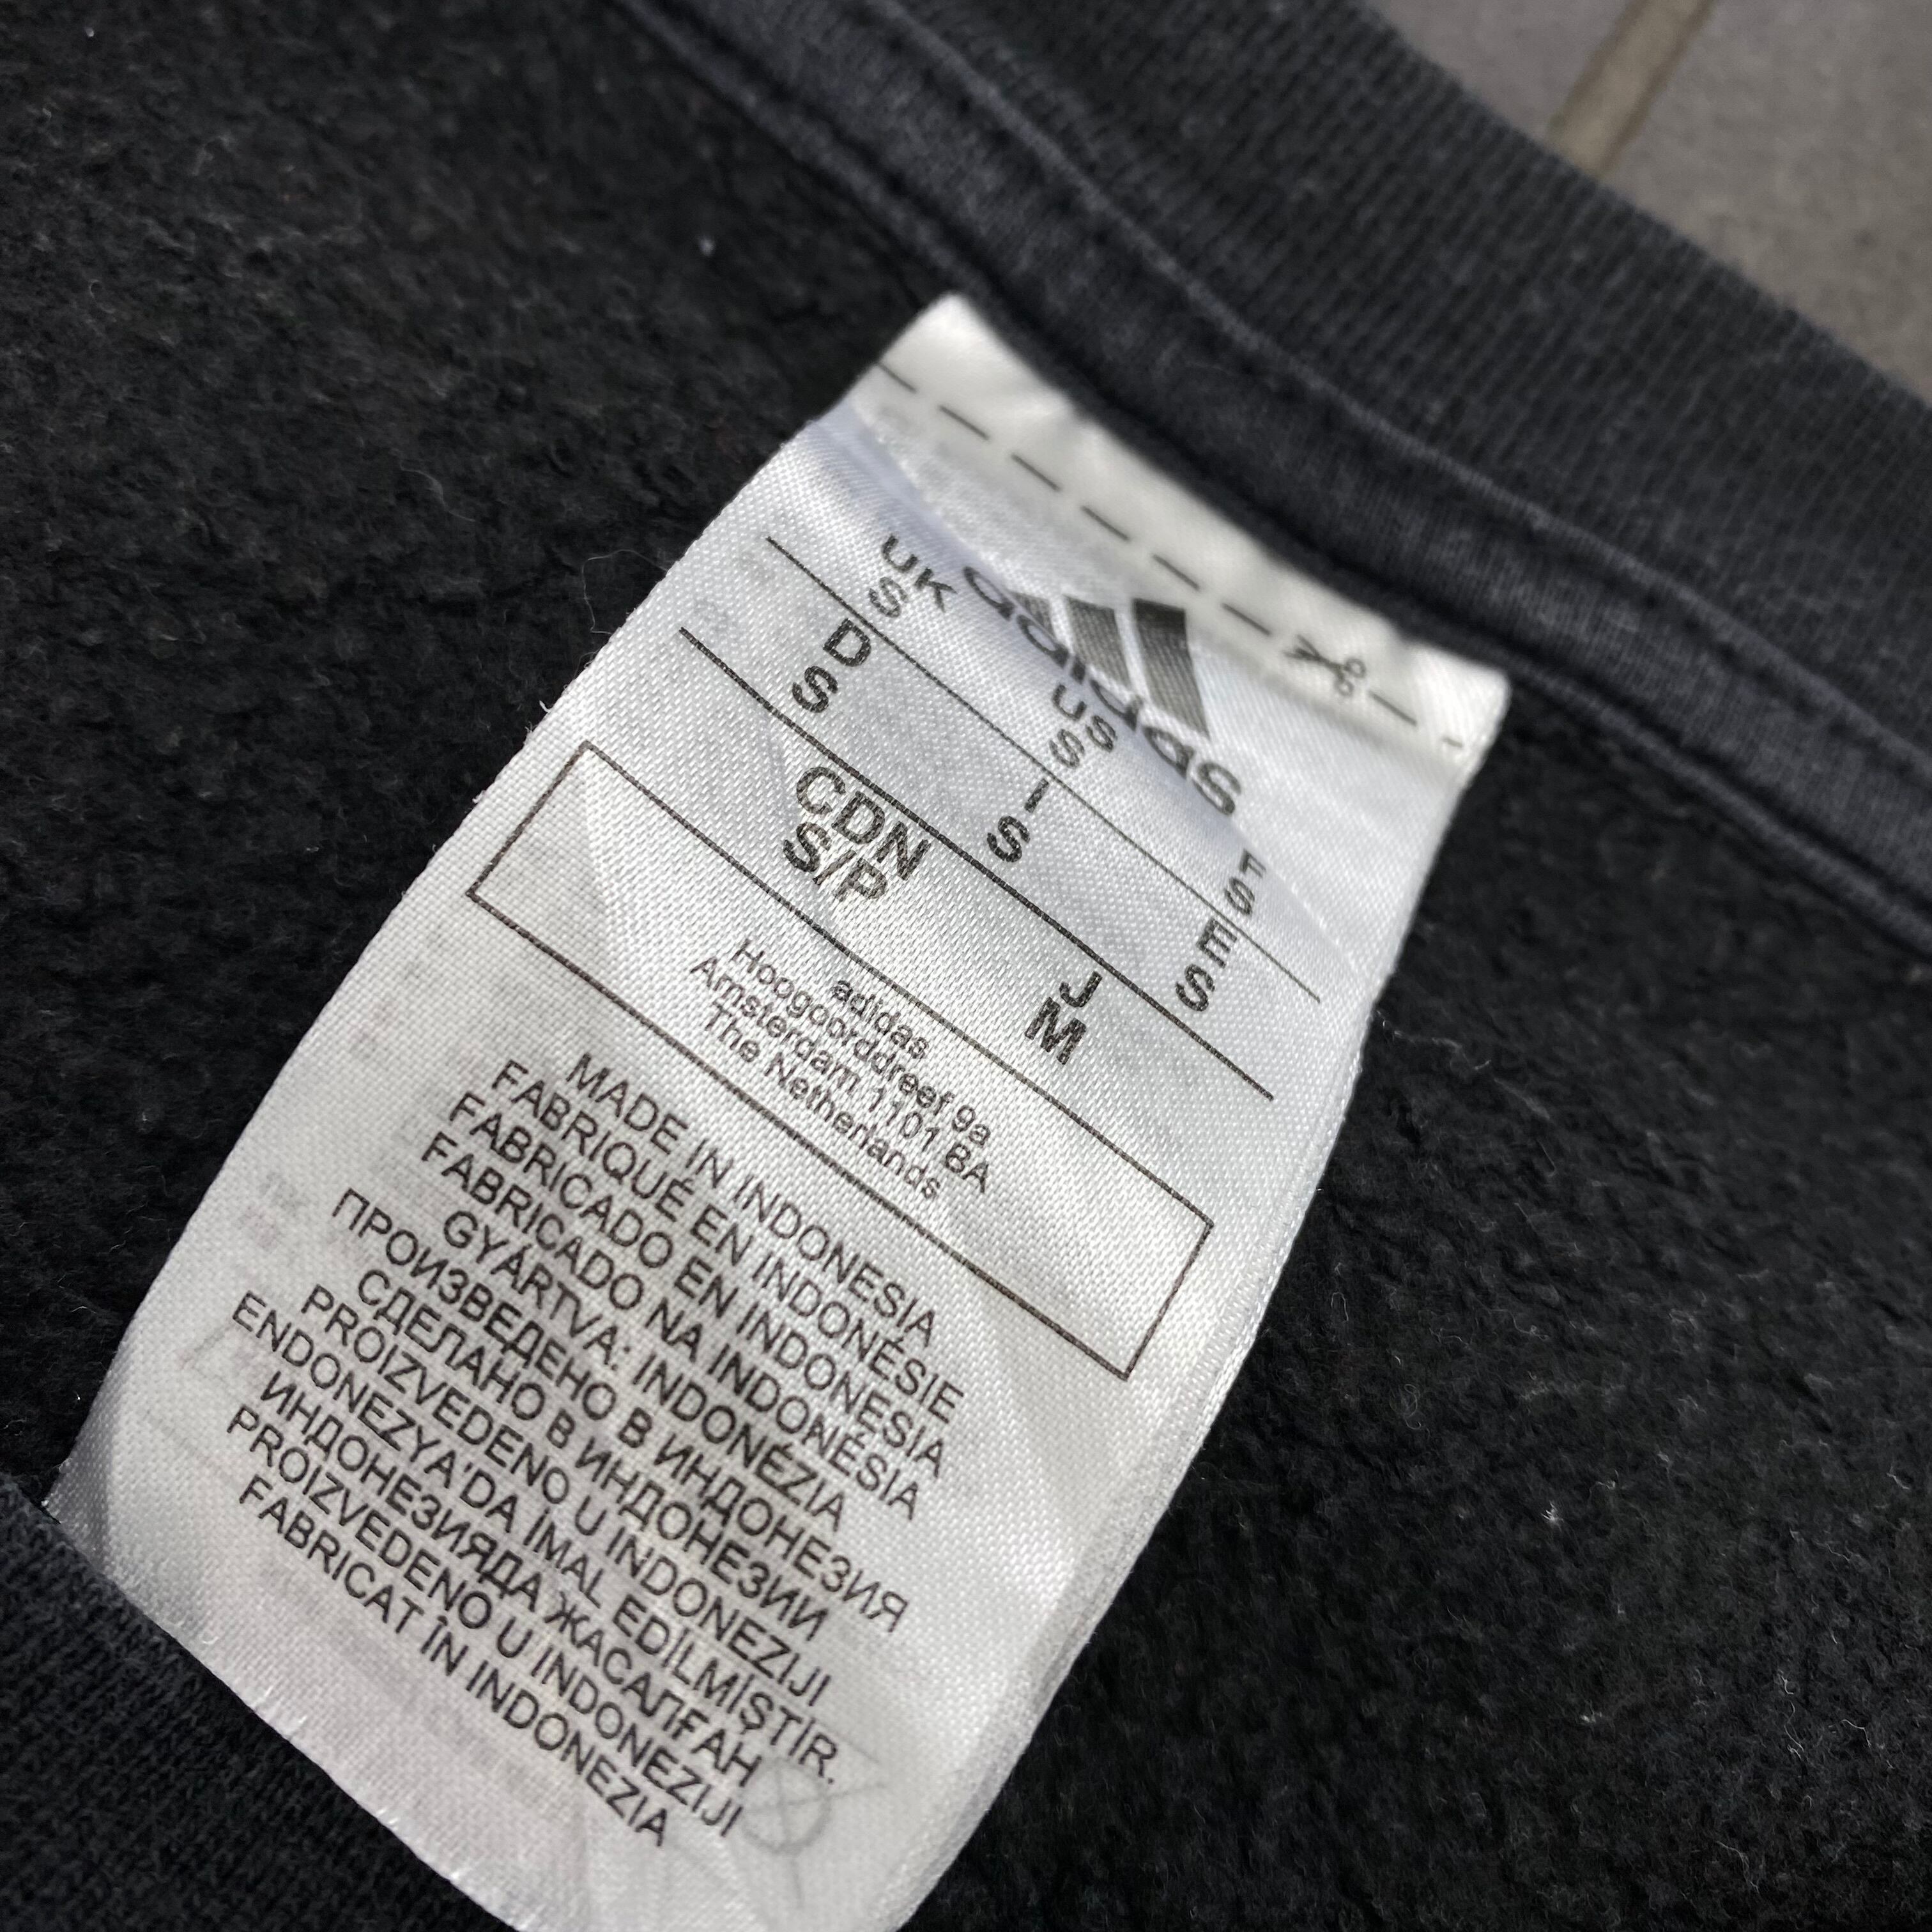 adidas
UK US F
S S S
D I E
S S S
CDN J
S/P M
adidas
Hoogoorddreef 9a
Amsterdam 1101 BA
The Netherlands
MADE IN INDONESIA
FABRIQUÉ EN INDONÉSIE
FABRICADO EN INDONESIA
FABRICADO NA INDONÉSIA
GYÁRTVA: INDONÉZIA
ПРОИЗВЕДЕНО В ИНДОНЕЗИЯ
СДЕЛАНО В ИНДОНЕЗИИ
PROIZVEDENO U INDONEZIJI
ENDONEZYA'DA IMAL EDİLMİŞTİR.
ИНДОНЕЗИЯДА ЖАСАЛҒАН
PROIZVEDENO U INDONEZIJI
FABRICAT ÎN INDONEZIA